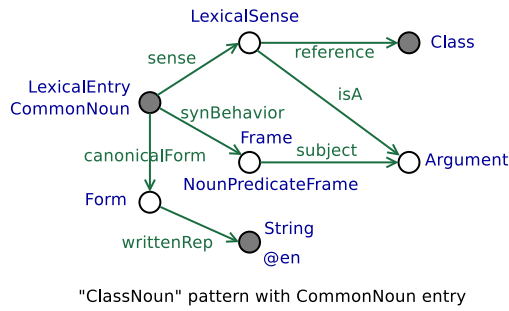 LexicalSense
sense
reference
Class
LexicalEntry
CommonNoun
isA
synBehavior
Frame
canonicalForm
subject
Argument
NounPredicateFrame
Form
writtenRep
String
@en
"ClassNoun" pattern with CommonNoun entry